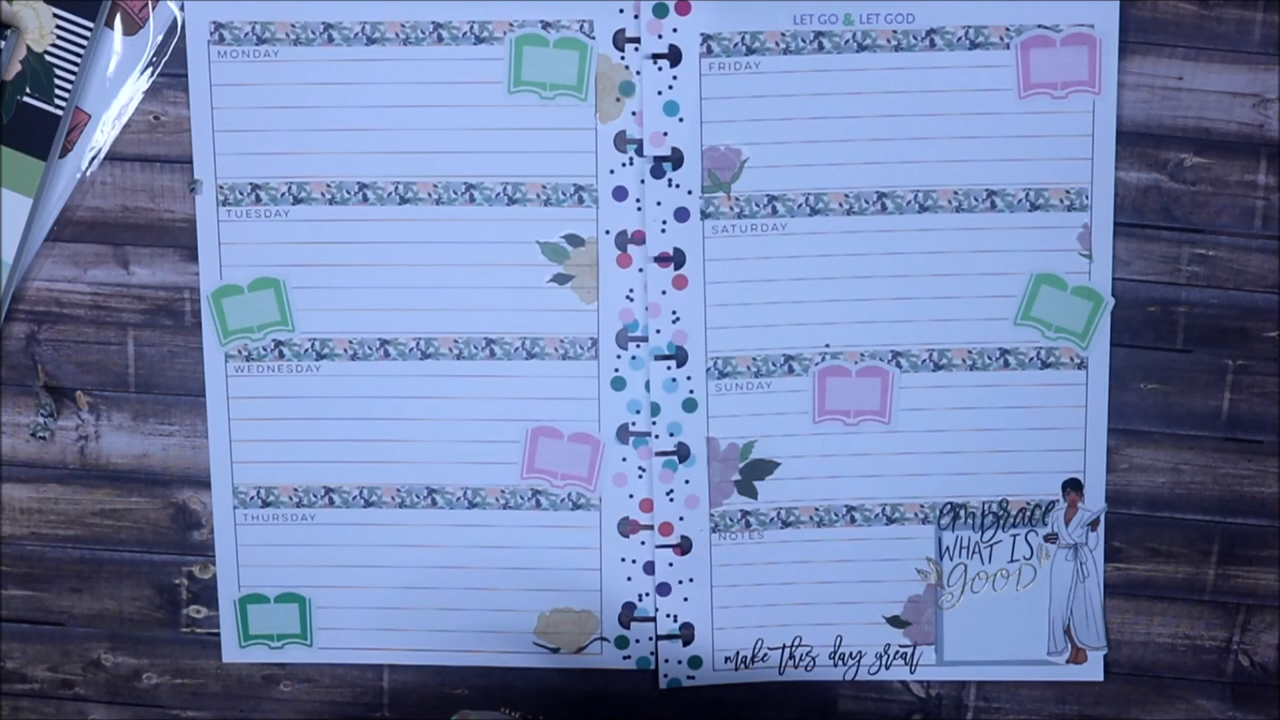 LET GO & LET GOD
MONDAY
TUESDAY
WEDNESDAY
THURSDAY
FRIDAY
SATURDAY
SUNDAY
NOTES
embrace
WHAT IS
good
make this day great